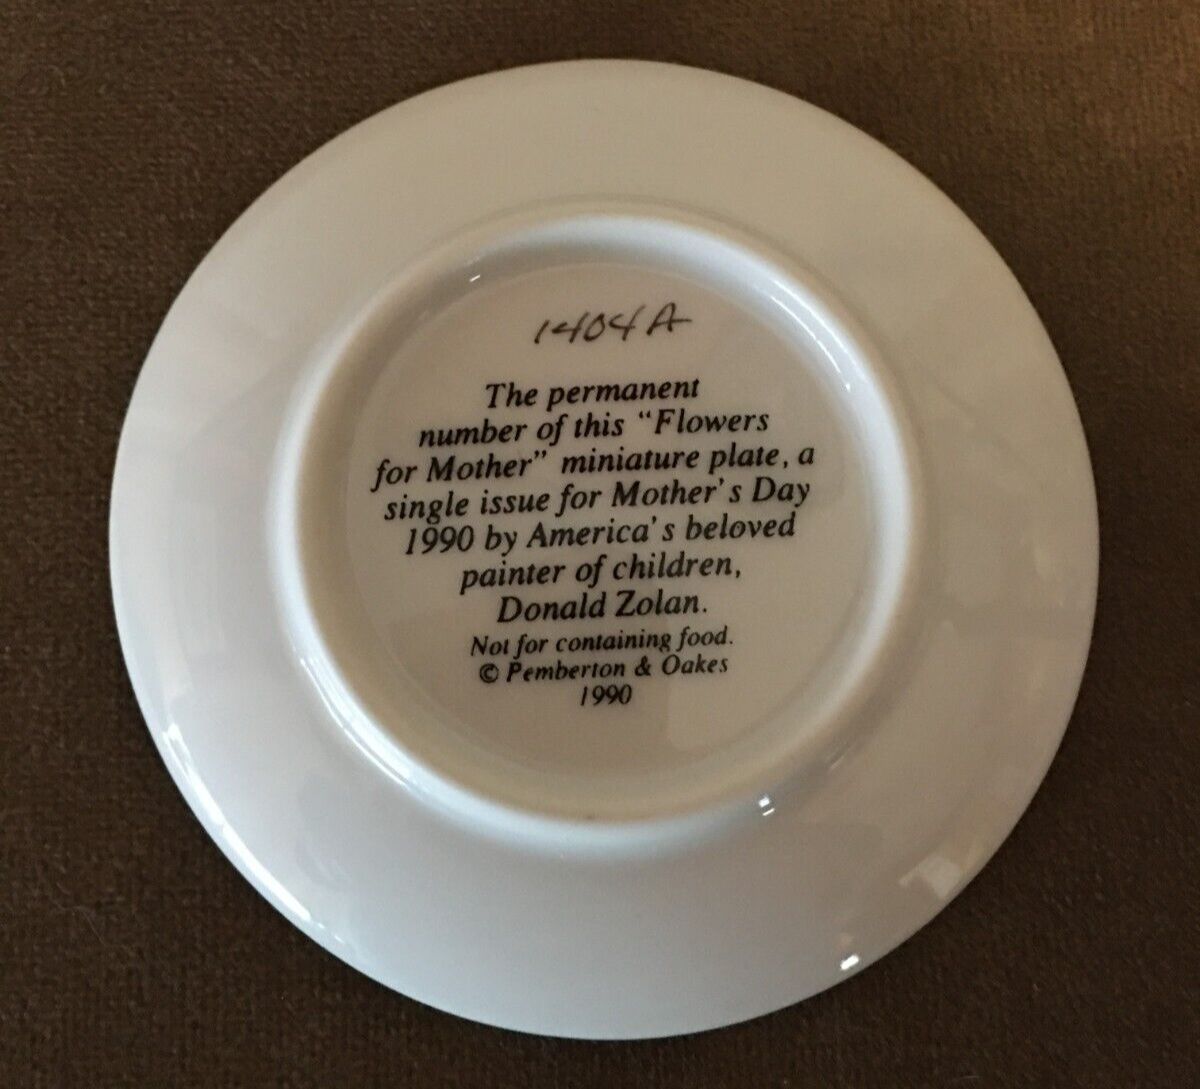 1404A
The permanent
number of this "Flowers
for Mother" miniature plate, a
single issue for Mother's Day
1990 by America's beloved
painter of children,
Donald Zolan.
Not for containing food.
© Pemberton & Oakes
1990